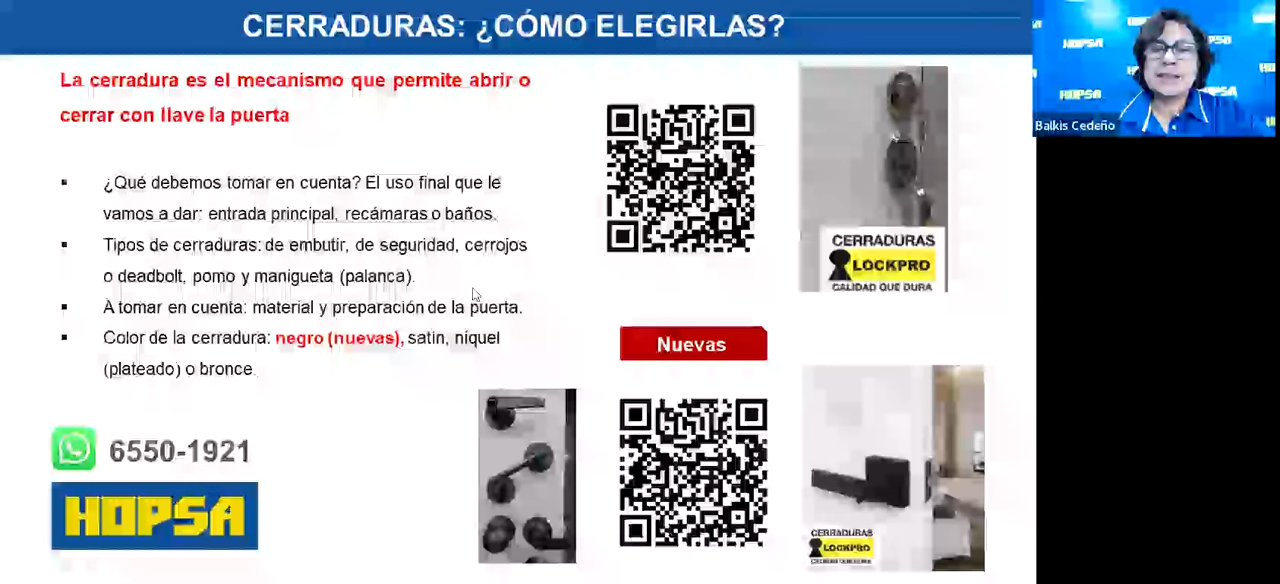 CERRADURAS: ¿CÓMO ELEGIRLAS?
La cerradura es el mecanismo que permite abrir o
cerrar con llave la puerta
▪ ¿Qué debemos tomar en cuenta? El uso final que le
vamos a dar: entrada principal, recámaras o baños.
▪ Tipos de cerraduras: de embutir, de seguridad, cerrojos
o deadbolt, pomo y manigueta (palanca).
▪ A tomar en cuenta: material y preparación de la puerta.
▪ Color de la cerradura: negro (nuevas), satin, níquel
(plateado) o bronce.
6550-1921
HOPSA
CERRADURAS
LOCKPRO
CALIDAD QUE DURA
Nuevas
CERRADURAS
LOCKPRO
HOPSA
HOPSA
Balkis Cedeño